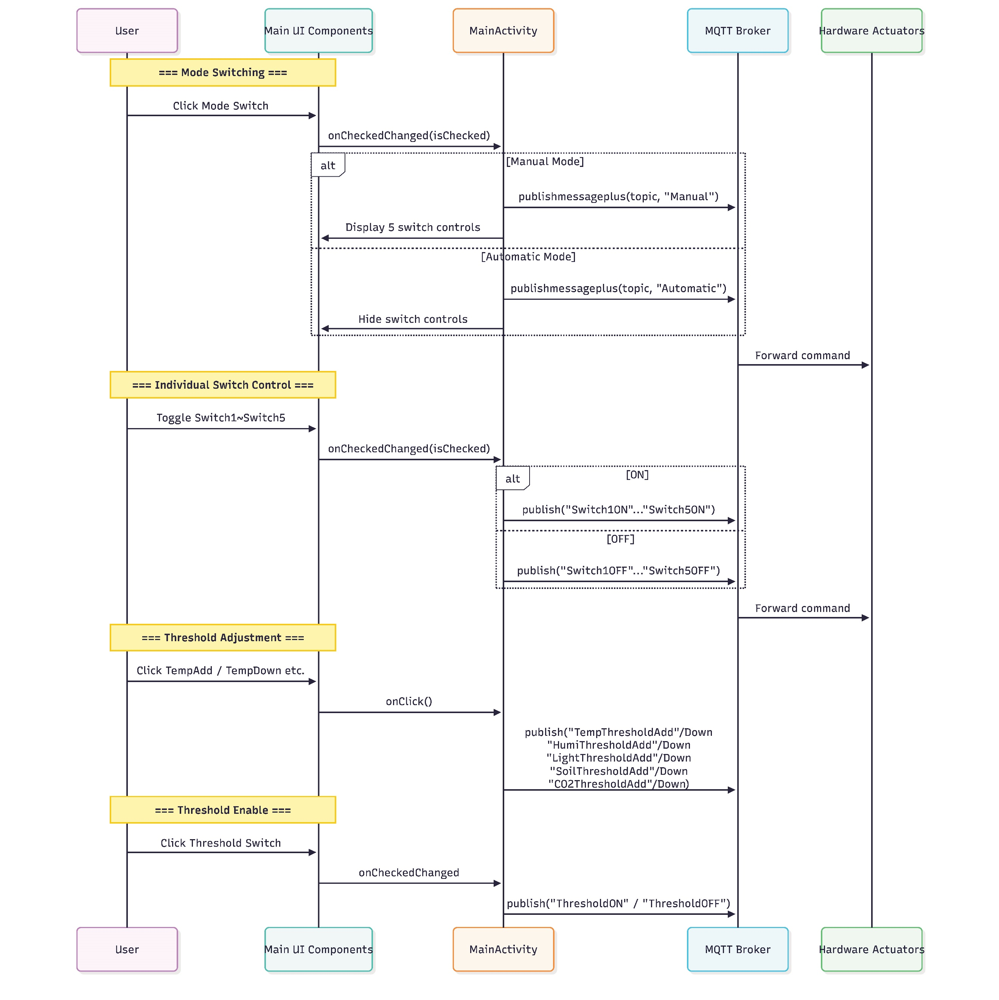 User
Main UI Components
MainActivity
MQTT Broker
Hardware Actuators
=== Mode Switching ===
Click Mode Switch
onCheckedChanged(isChecked)
alt
[Manual Mode]
publishmessageplus(topic, "Manual")
Display 5 switch controls
[Automatic Mode]
publishmessageplus(topic, "Automatic")
Hide switch controls
Forward command
=== Individual Switch Control ===
Toggle Switch1~Switch5
onCheckedChanged(isChecked)
alt
[ON]
publish("Switch1ON"..."Switch5ON")
[OFF]
publish("Switch1OFF"..."Switch5OFF")
Forward command
=== Threshold Adjustment ===
Click TempAdd / TempDown etc.
onClick()
publish("TempThresholdAdd"/Down
"HumiThresholdAdd"/Down
"LightThresholdAdd"/Down
"SoilThresholdAdd"/Down
"CO2ThresholdAdd"/Down)
=== Threshold Enable ===
Click Threshold Switch
onCheckedChanged
publish("ThresholdON" / "ThresholdOFF")
User
Main UI Components
MainActivity
MQTT Broker
Hardware Actuators